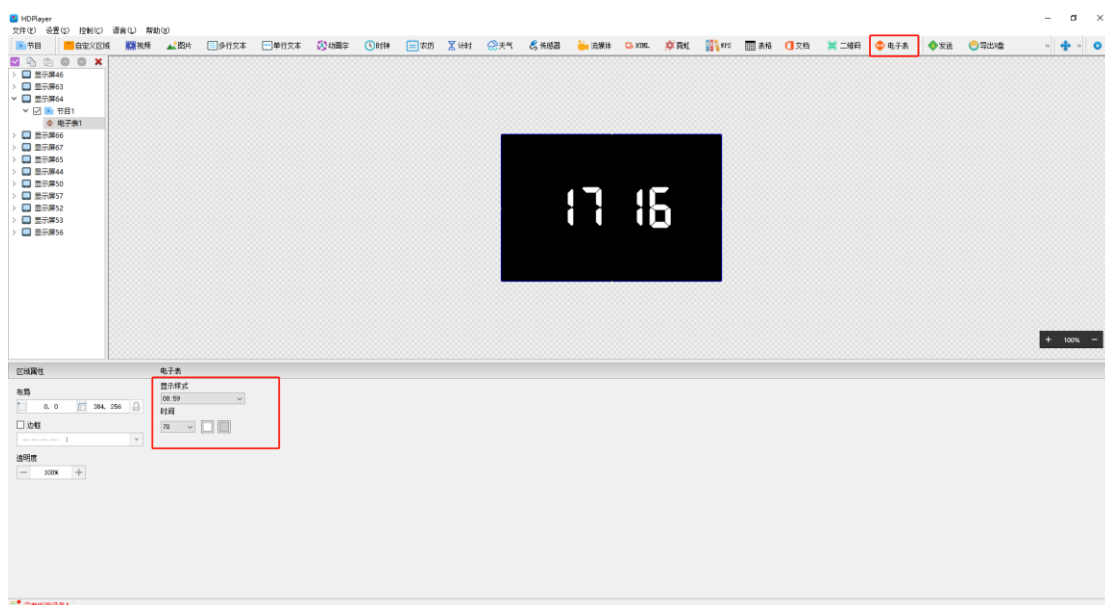 HDPlayer
文件(F) 设置(S) 控制(C) 语言(L) 帮助(H)
节目 自定义区域 视频 图片 多行文本 单行文本 动画字 时钟 农历 计时 天气 传感器 流媒体 HTML 霓虹 WPS 表格 文档 二维码 电子表 发送 导出U盘
显示屏46
显示屏63
显示屏64
节目1
电子表1
显示屏66
显示屏67
显示屏65
显示屏44
显示屏50
显示屏57
显示屏52
显示屏53
显示屏56
17 16
+ 100% −
区域属性 电子表
布局 显示样式
0, 0 384, 256 08:59
时间
边框 70
1
透明度
− 100% +